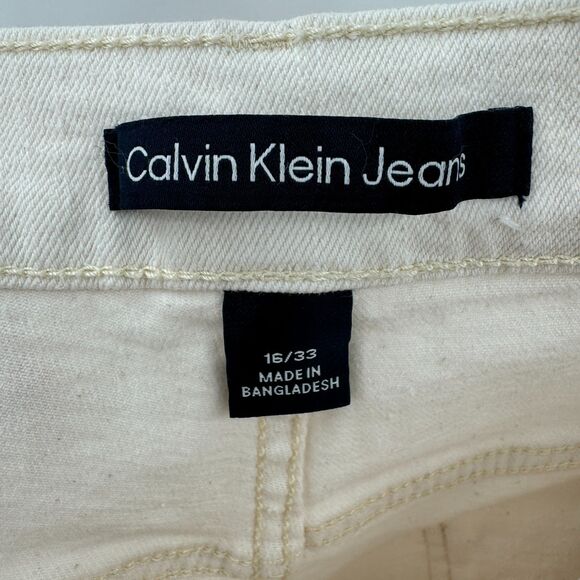 Calvin Klein Jeans
16/33
MADE IN
BANGLADESH